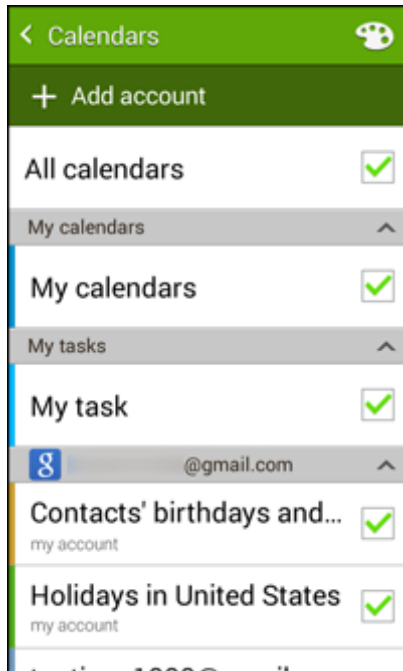 Calendars
+ Add account
All calendars
My calendars
My calendars
My tasks
My task
8 @gmail.com
Contacts' birthdays and...
my account
Holidays in United States
my account